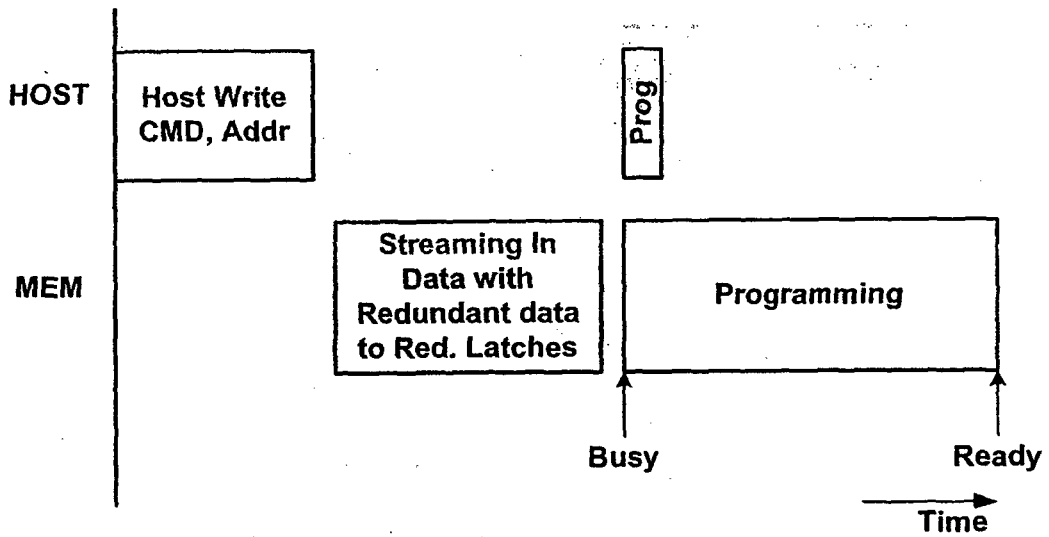 HOST
Host Write
CMD, Addr
Prog
MEM
Streaming In
Data with
Redundant data
to Red. Latches
Programming
Busy
Ready
Time